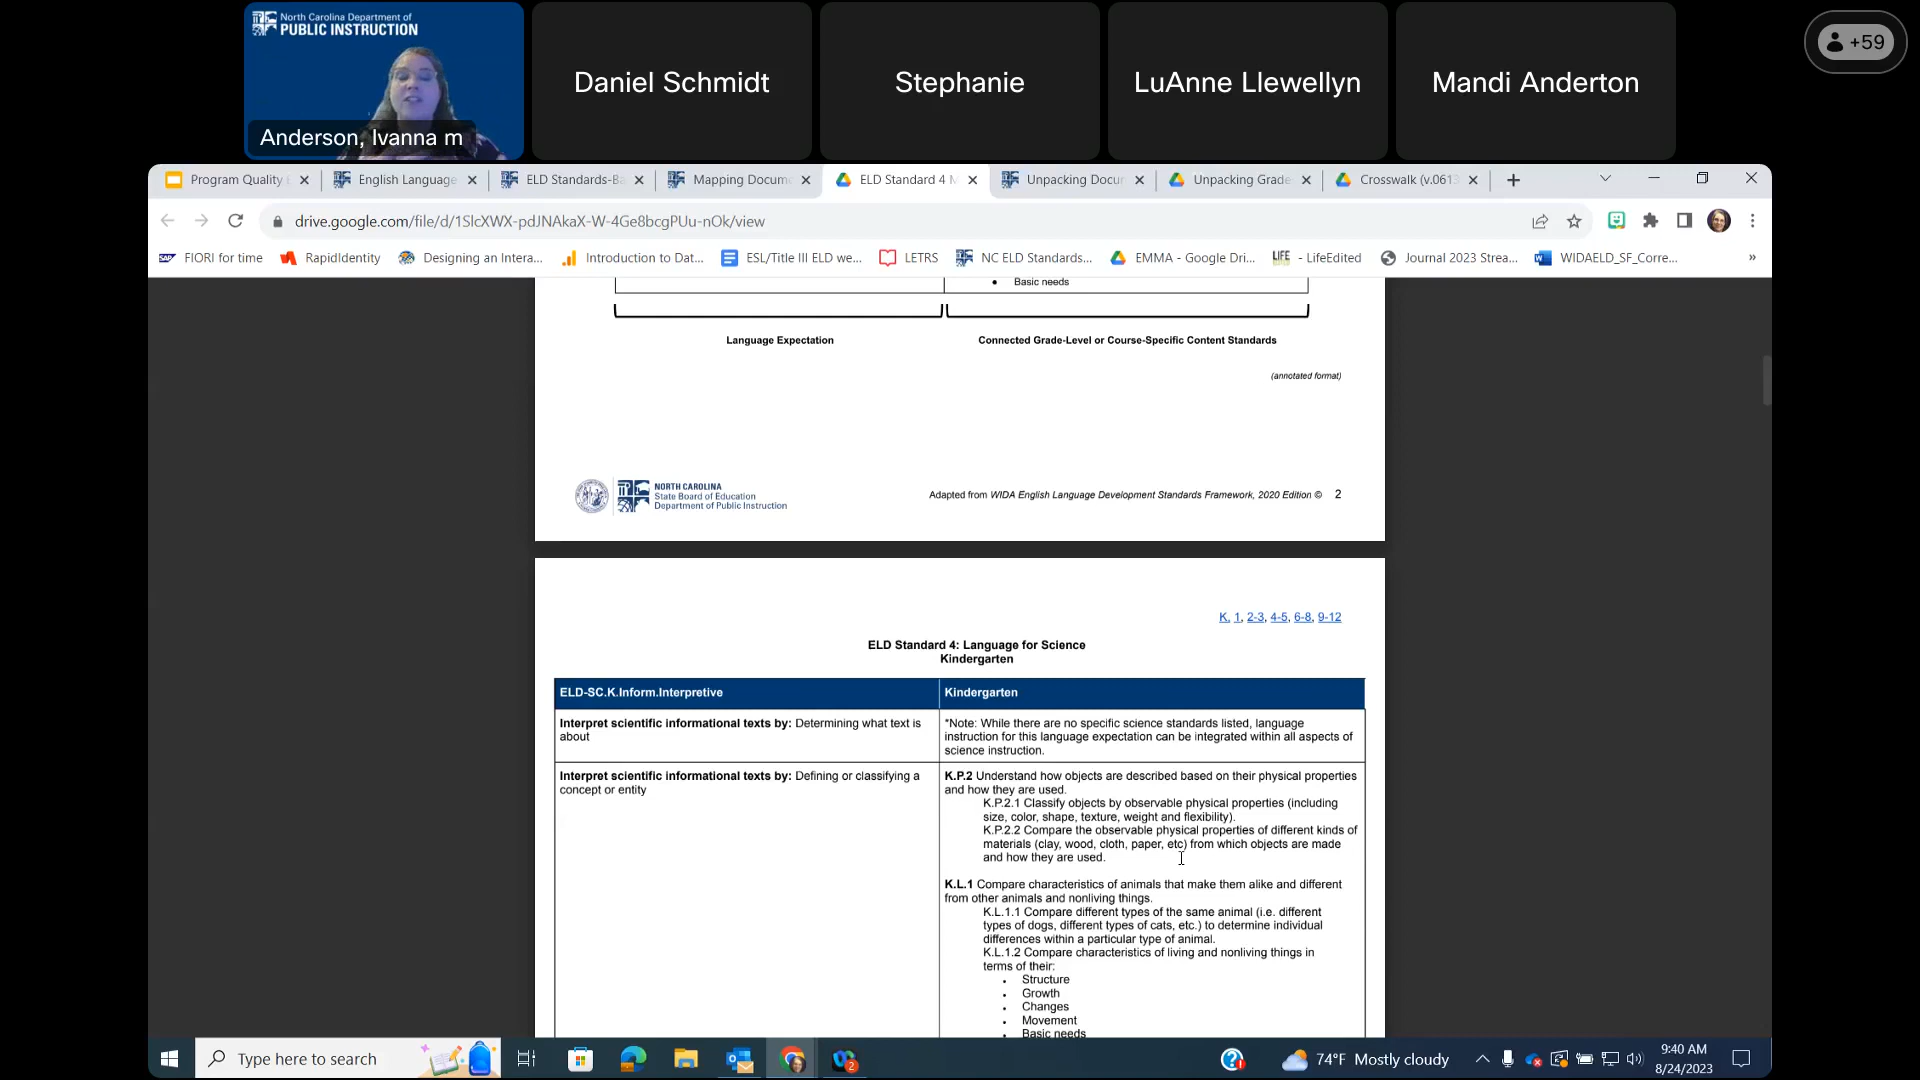 North Carolina Department of
PUBLIC INSTRUCTION
Anderson, Ivanna m
Daniel Schmidt
Stephanie
LuAnne Llewellyn
Mandi Anderton
+59
Program Quality
English Language
ELD Standards-Ba
Mapping Docum
ELD Standard 4 M
Unpacking Docu
Unpacking Grade
Crosswalk (v.0613
drive.google.com/file/d/1SlcXWX-pdJNAkaX-W-4Ge8bcgPUu-nOk/view
FIORI for time
RapidIdentity
Designing an Intera...
Introduction to Dat...
ESL/Title III ELD we...
LETRS
NC ELD Standards...
EMMA - Google Dri...
LIFE - LifeEdited
Journal 2023 Strea...
WIDAELD_SF_Corre...
• Basic needs
Language Expectation
Connected Grade-Level or Course-Specific Content Standards
(annotated format)
NORTH CAROLINA
State Board of Education
Department of Public Instruction
Adapted from WIDA English Language Development Standards Framework, 2020 Edition © 2
K, 1, 2-3, 4-5, 6-8, 9-12
ELD Standard 4: Language for Science
Kindergarten
ELD-SC.K.Inform.Interpretive
Kindergarten
Interpret scientific informational texts by: Determining what text is
about
*Note: While there are no specific science standards listed, language
instruction for this language expectation can be integrated within all aspects of
science instruction.
Interpret scientific informational texts by: Defining or classifying a
concept or entity
K.P.2 Understand how objects are described based on their physical properties
and how they are used.
K.P.2.1 Classify objects by observable physical properties (including
size, color, shape, texture, weight and flexibility).
K.P.2.2 Compare the observable physical properties of different kinds of
materials (clay, wood, cloth, paper, etc) from which objects are made
and how they are used.
K.L.1 Compare characteristics of animals that make them alike and different
from other animals and nonliving things.
K.L.1.1 Compare different types of the same animal (i.e. different
types of dogs, different types of cats, etc.) to determine individual
differences within a particular type of animal.
K.L.1.2 Compare characteristics of living and nonliving things in
terms of their:
• Structure
• Growth
• Changes
• Movement
• Basic needs
Type here to search
2
74°F Mostly cloudy
9:40 AM
8/24/2023